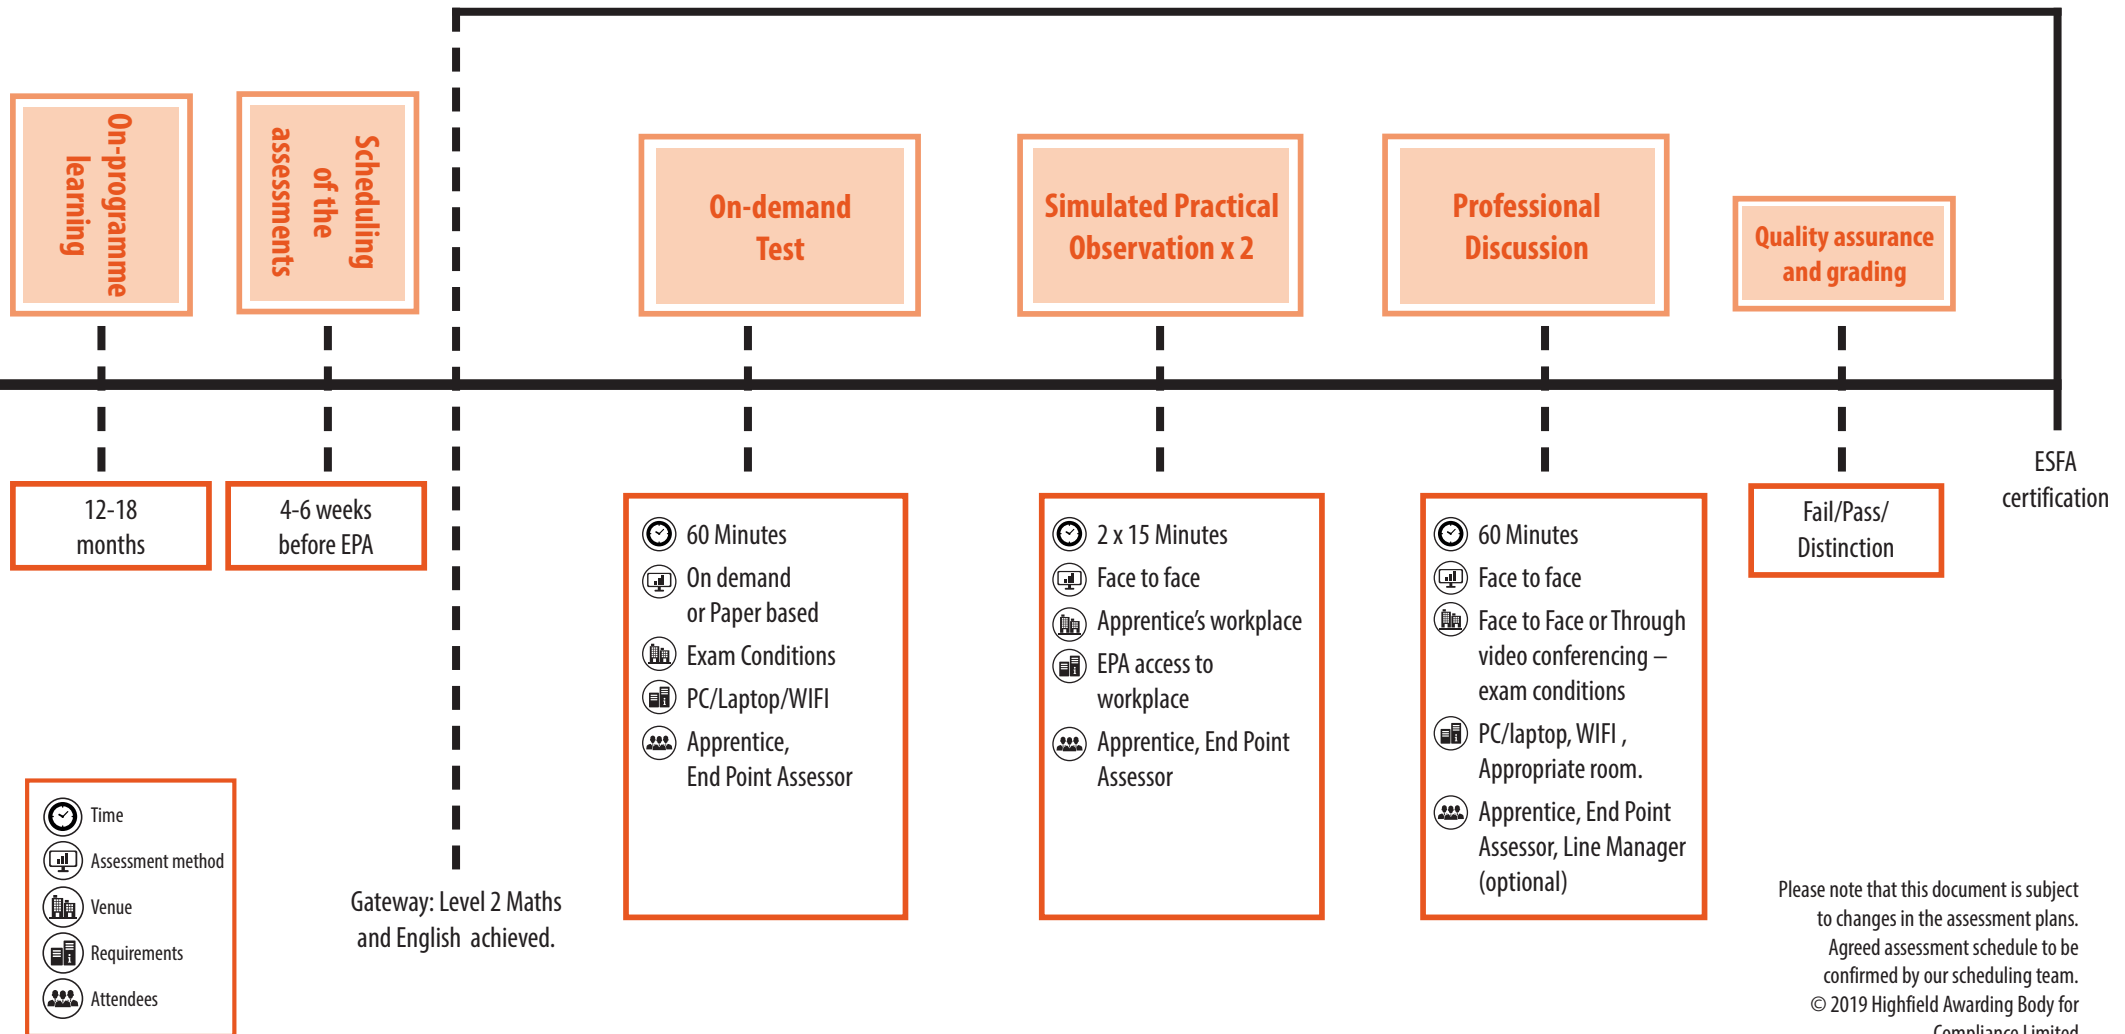 On-programme
learning
Scheduling
of the
assessments
On-demand
Test
Simulated Practical
Observation x 2
Professional
Discussion
Quality assurance
and grading
12-18
months
4-6 weeks
before EPA
60 Minutes
On demand
or Paper based
Exam Conditions
PC/Laptop/WIFI
Apprentice,
End Point Assessor
2 x 15 Minutes
Face to face
Apprentice's workplace
EPA access to
workplace
Apprentice, End Point
Assessor
60 Minutes
Face to face
Face to Face or Through
video conferencing –
exam conditions
PC/laptop, WIFI ,
Appropriate room.
Apprentice, End Point
Assessor, Line Manager
(optional)
Fail/Pass/
Distinction
ESFA
certification
Time
Assessment method
Venue
Requirements
Attendees
Gateway: Level 2 Maths
and English achieved.
Please note that this document is subject
to changes in the assessment plans.
Agreed assessment schedule to be
confirmed by our scheduling team.
© 2019 Highfield Awarding Body for
Compliance Limited